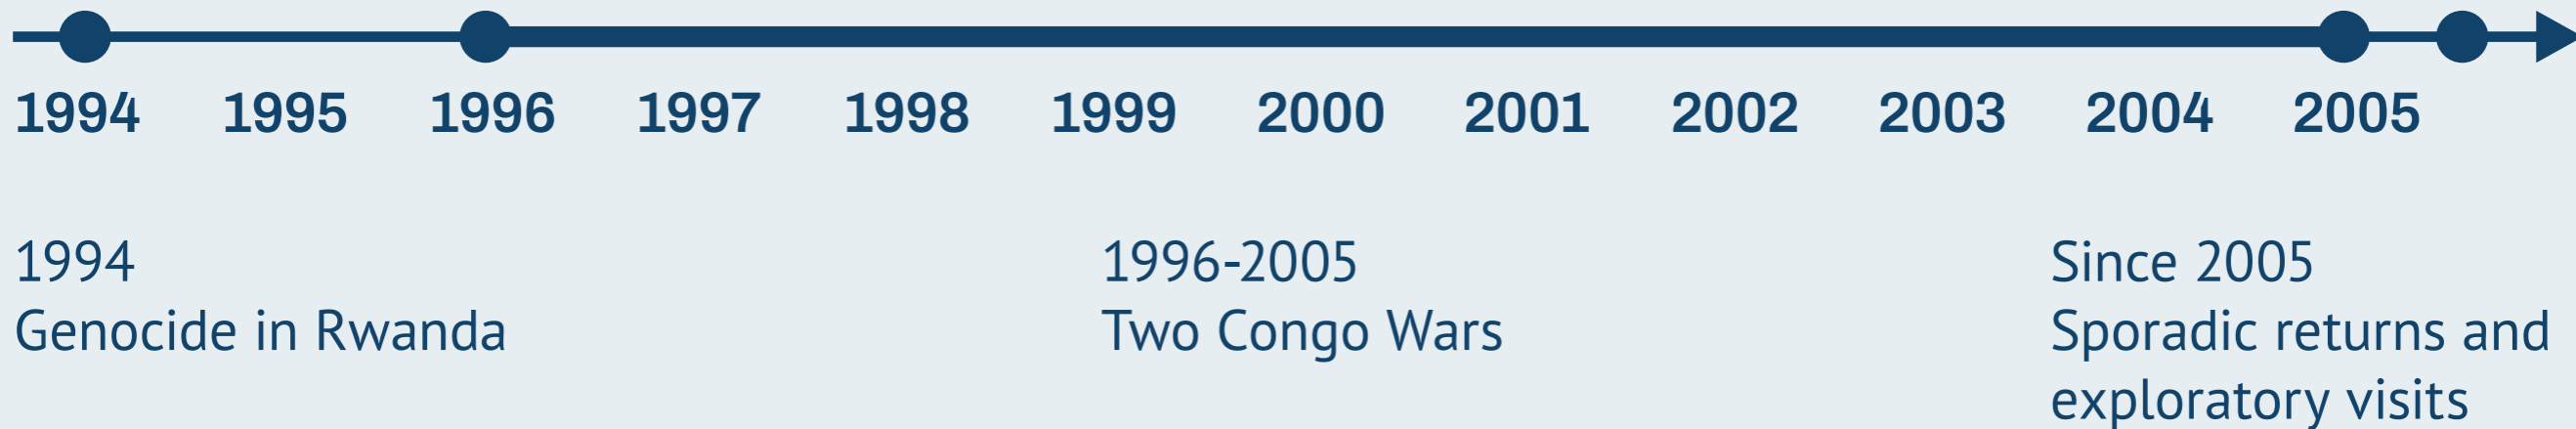 1994 1995 1996 1997 1998 1999 2000 2001 2002 2003 2004 2005
1994
Genocide in Rwanda
1996-2005
Two Congo Wars
Since 2005
Sporadic returns and
exploratory visits